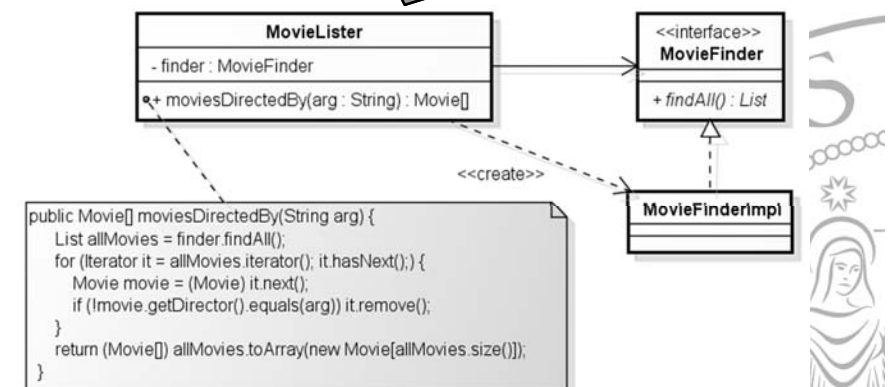 MovieLister
- finder : MovieFinder
+ moviesDirectedBy(arg : String) : Movie[]
<<interface>>
MovieFinder
+ findAll() : List
<<create>>
MovieFinderImpl
public Movie[] moviesDirectedBy(String arg) {
List allMovies = finder.findAll();
for (Iterator it = allMovies.iterator(); it.hasNext();) {
Movie movie = (Movie) it.next();
if (!movie.getDirector().equals(arg)) it.remove();
}
return (Movie[]) allMovies.toArray(new Movie[allMovies.size()]);
}
S